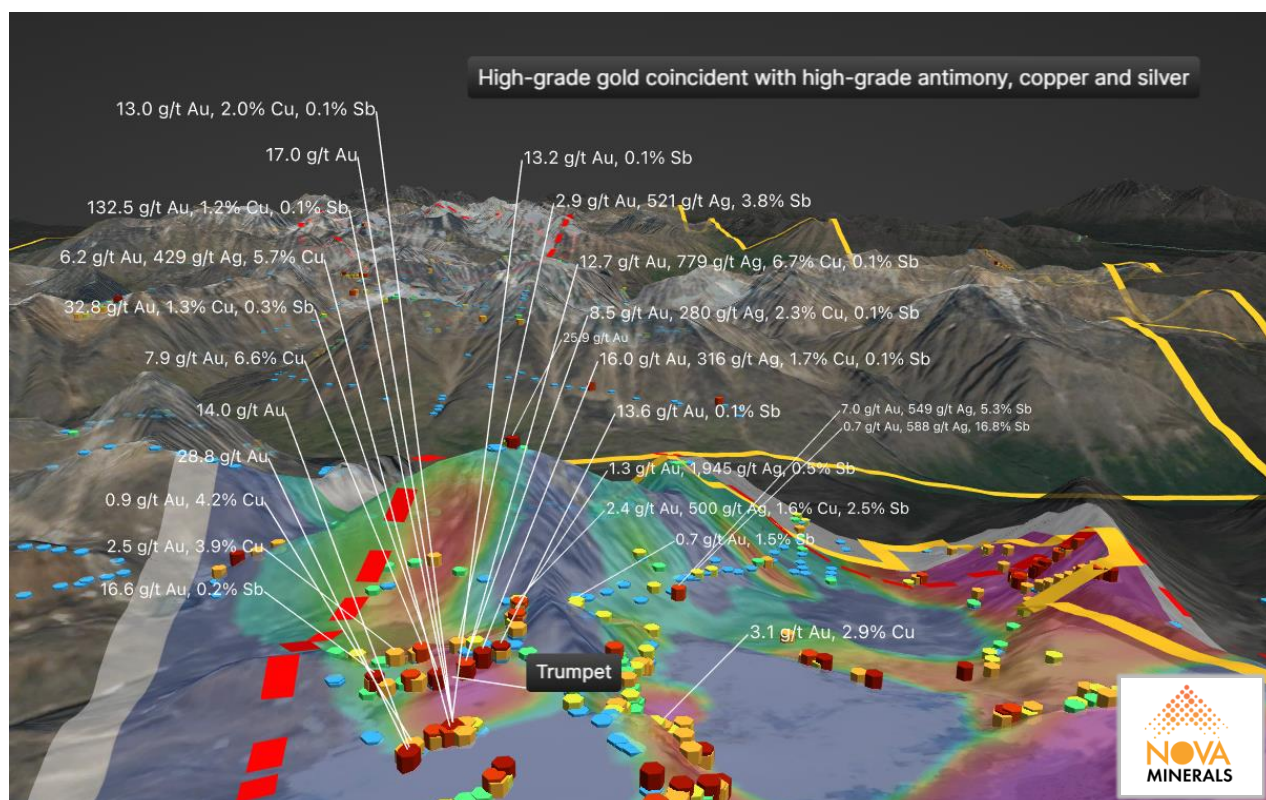 High-grade gold coincident with high-grade antimony, copper and silver
13.0 g/t Au, 2.0% Cu, 0.1% Sb
17.0 g/t Au
13.2 g/t Au, 0.1% Sb
132.5 g/t Au, 1.2% Cu, 0.1% Sb
2.9 g/t Au, 521 g/t Ag, 3.8% Sb
6.2 g/t Au, 429 g/t Ag, 5.7% Cu
12.7 g/t Au, 779 g/t Ag, 6.7% Cu, 0.1% Sb
32.8 g/t Au, 1.3% Cu, 0.3% Sb
8.5 g/t Au, 280 g/t Ag, 2.3% Cu, 0.1% Sb
25.9 g/t Au
7.9 g/t Au, 6.6% Cu
16.0 g/t Au, 316 g/t Ag, 1.7% Cu, 0.1% Sb
14.0 g/t Au
13.6 g/t Au, 0.1% Sb
7.0 g/t Au, 549 g/t Ag, 5.3% Sb
0.7 g/t Au, 588 g/t Ag, 16.8% Sb
28.8 g/t Au
1.3 g/t Au, 1,945 g/t Ag, 0.5% Sb
0.9 g/t Au, 4.2% Cu
2.4 g/t Au, 500 g/t Ag, 1.6% Cu, 2.5% Sb
2.5 g/t Au, 3.9% Cu
0.7 g/t Au, 1.5% Sb
16.6 g/t Au, 0.2% Sb
3.1 g/t Au, 2.9% Cu
Trumpet
NOVA
MINERALS